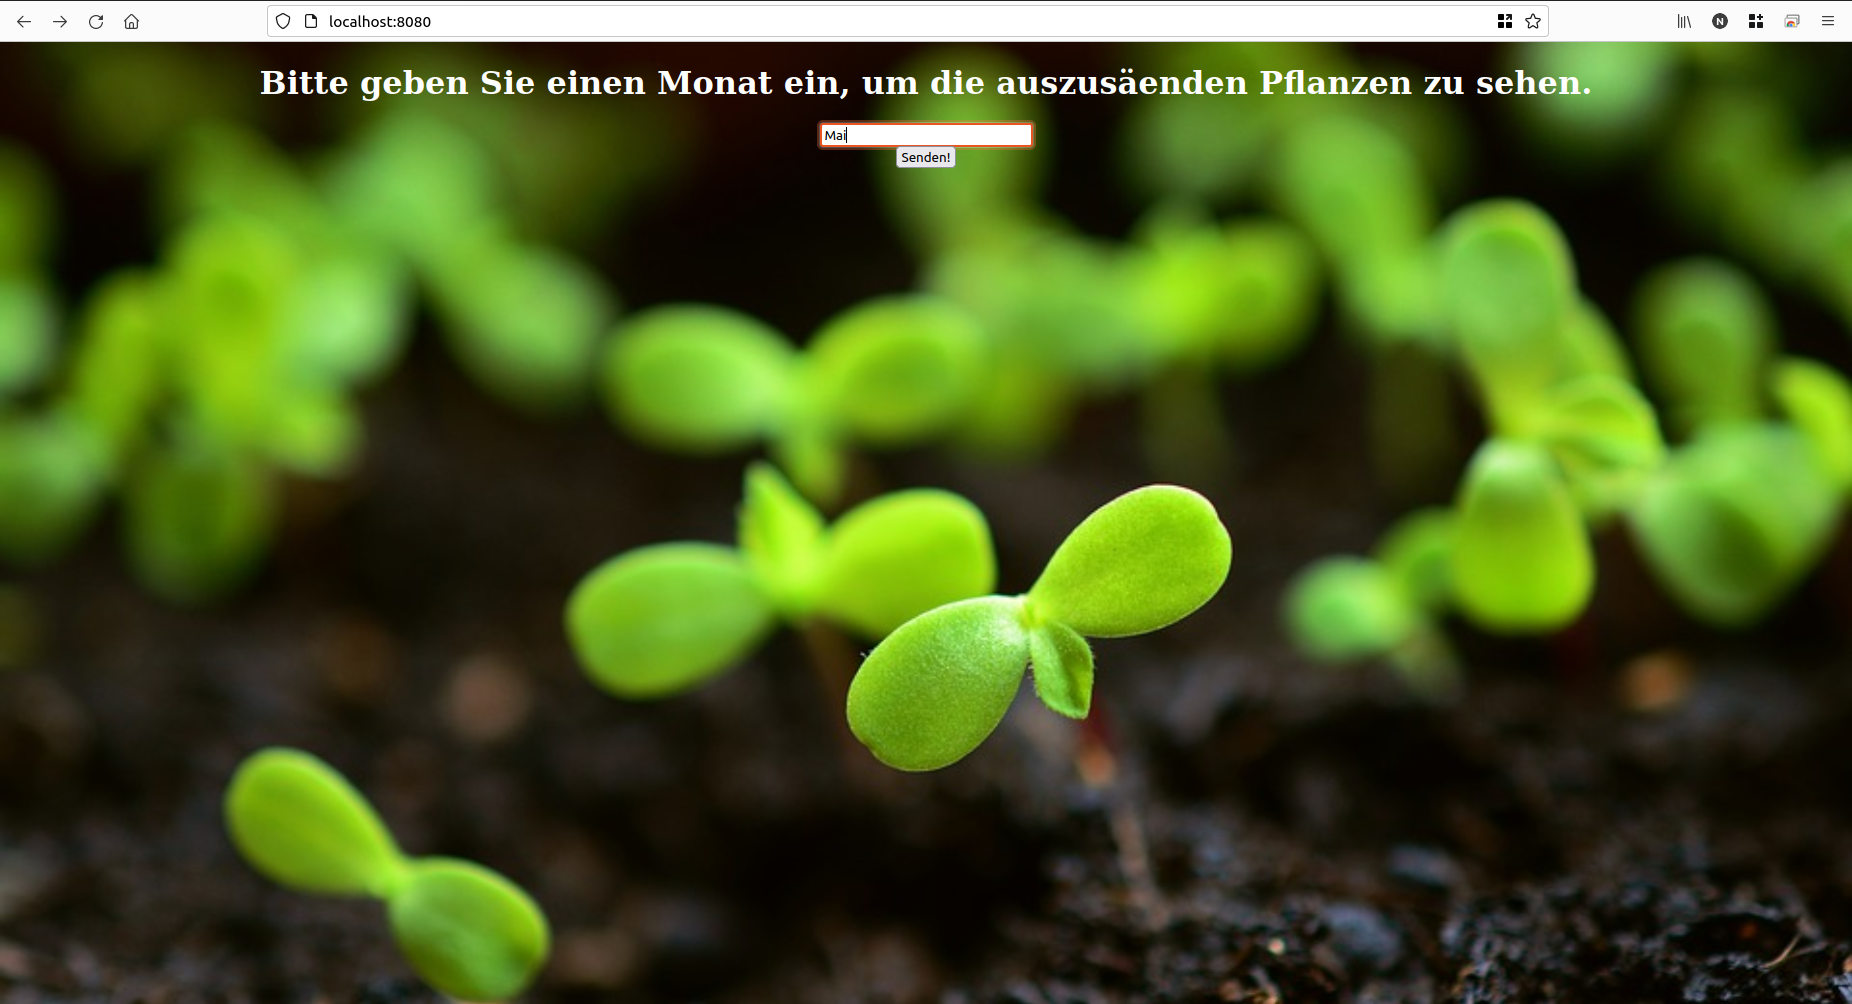 localhost:8080
N
Bitte geben Sie einen Monat ein, um die auszusäenden Pflanzen zu sehen.
Mai
Senden!